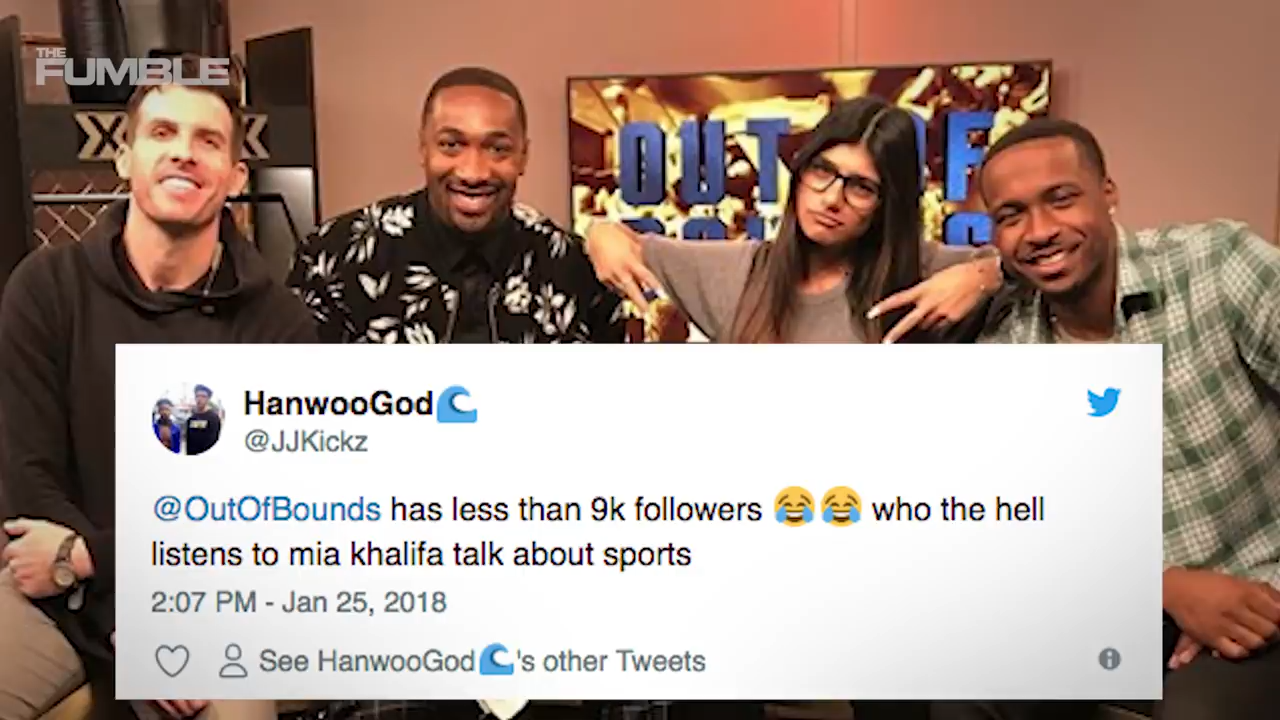 THE
FUMBLE
OUT OF
HanwooGod🌊
@JJKickz
@OutOfBounds has less than 9k followers 😂😂 who the hell
listens to mia khalifa talk about sports
2:07 PM - Jan 25, 2018
See HanwooGod🌊's other Tweets